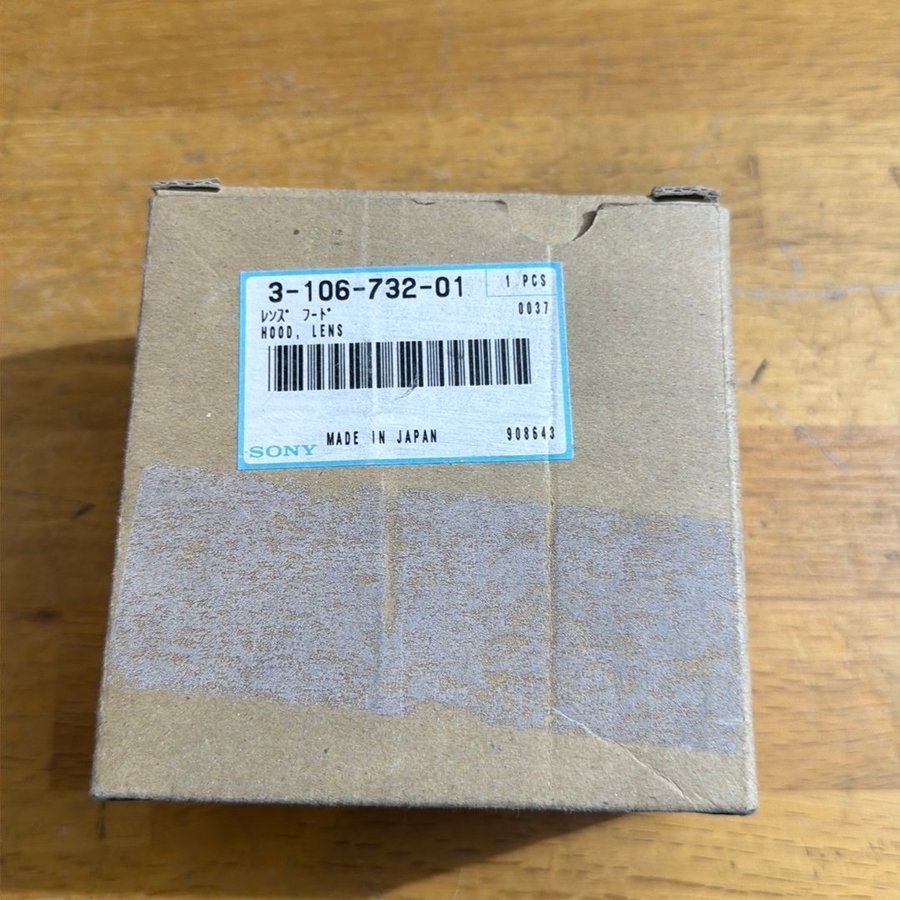 3-106-732-01
1 PCS
ﾚﾝｽﾞ ﾌｰﾄﾞ
0037
HOOD, LENS
SONY
MADE IN JAPAN
908643